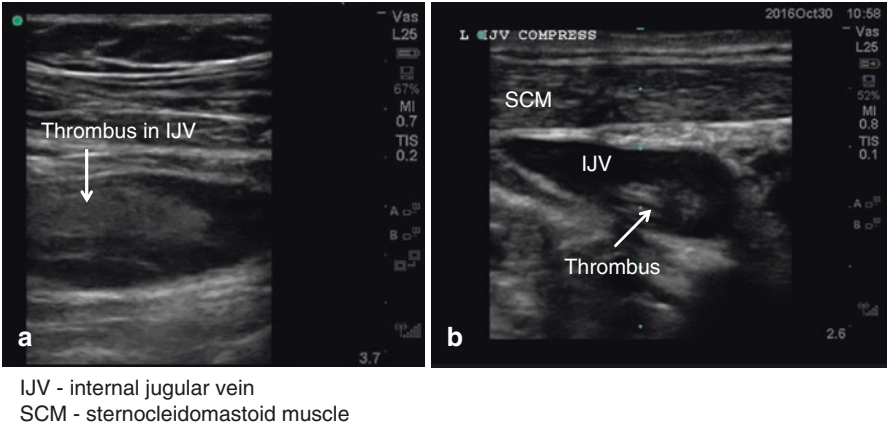 Vas
L25
67%
MI
0.7
TIS
0.2
Thrombus in IJV
A
B
a
3.7
2016Oct30 10:58
L IJV COMPRESS
Vas
L25
52%
MI
0.8
TIS
0.1
SCM
IJV
Thrombus
A
B
b
2.6
IJV - internal jugular vein
SCM - sternocleidomastoid muscle